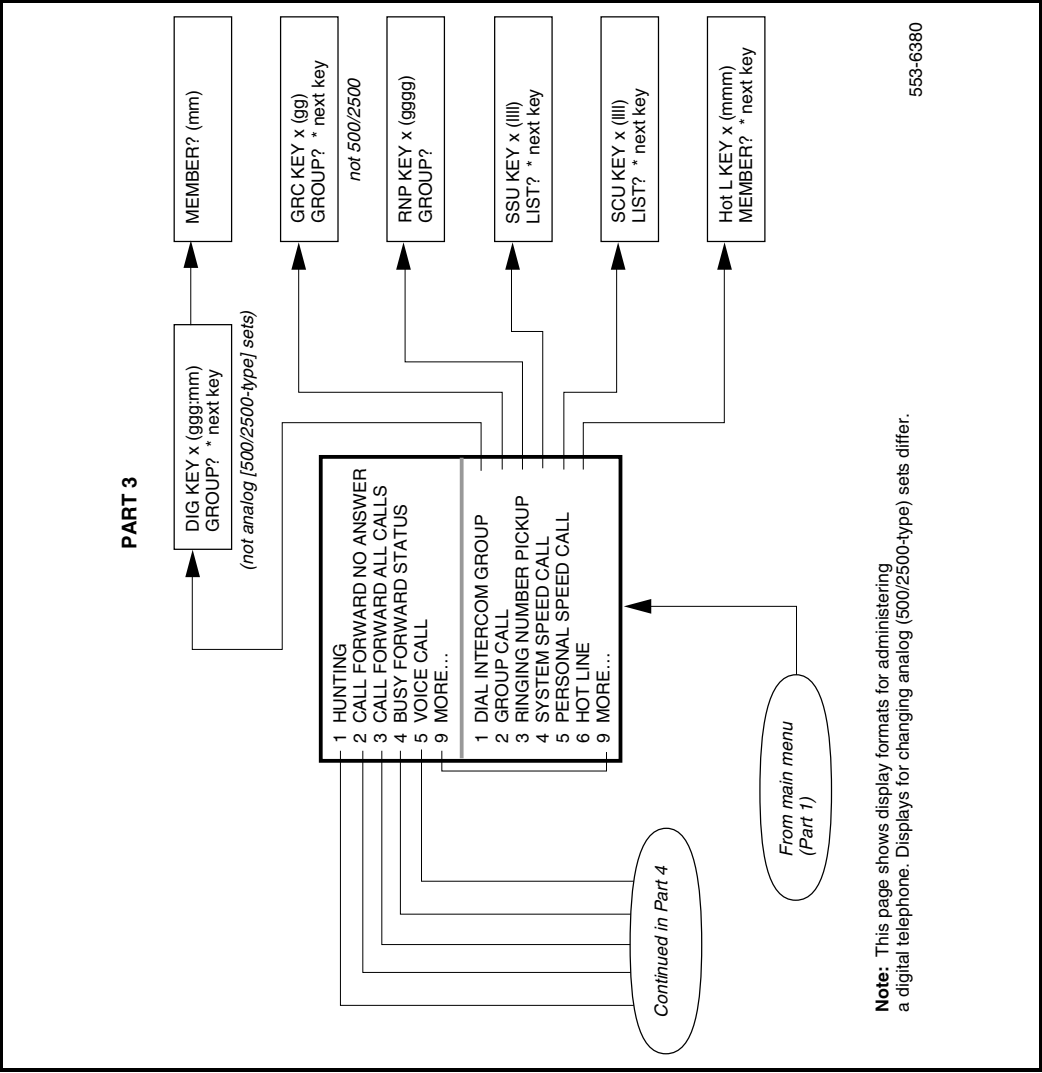 PART 3
DIG KEY x (ggg:mm)
GROUP? * next key
(not analog [500/2500-type] sets)
MEMBER? (mm)
GRC KEY x (gg)
GROUP? * next key
not 500/2500
RNP KEY x (gggg)
GROUP?
SSU KEY x (llll)
LIST? * next key
SCU KEY x (llll)
LIST? * next key
Hot L KEY x (mmm)
MEMBER? * next key
1 HUNTING
2 CALL FORWARD NO ANSWER
3 CALL FORWARD ALL CALLS
4 BUSY FORWARD STATUS
5 VOICE CALL
9 MORE...
1 DIAL INTERCOM GROUP
2 GROUP CALL
3 RINGING NUMBER PICKUP
4 SYSTEM SPEED CALL
5 PERSONAL SPEED CALL
6 HOT LINE
9 MORE...
Continued in Part 4
From main menu
(Part 1)
Note: This page shows display formats for administering
a digital telephone. Displays for changing analog (500/2500-type) sets differ.
553-6380